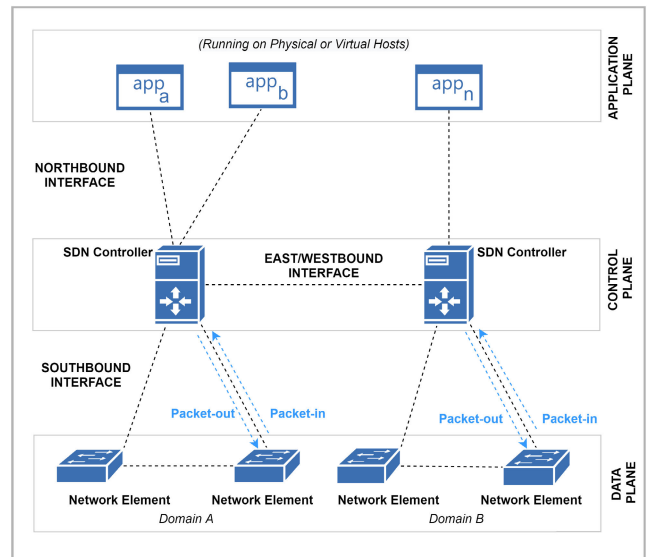 (Running on Physical or Virtual Hosts)
app a
app b
app n
APPLICATION
PLANE
NORTHBOUND
INTERFACE
SDN Controller
EAST/WESTBOUND
INTERFACE
SDN Controller
CONTROL
PLANE
SOUTHBOUND
INTERFACE
Packet-out
Packet-in
Packet-out
Packet-in
Network Element
Network Element
Network Element
Network Element
Domain A
Domain B
DATA
PLANE